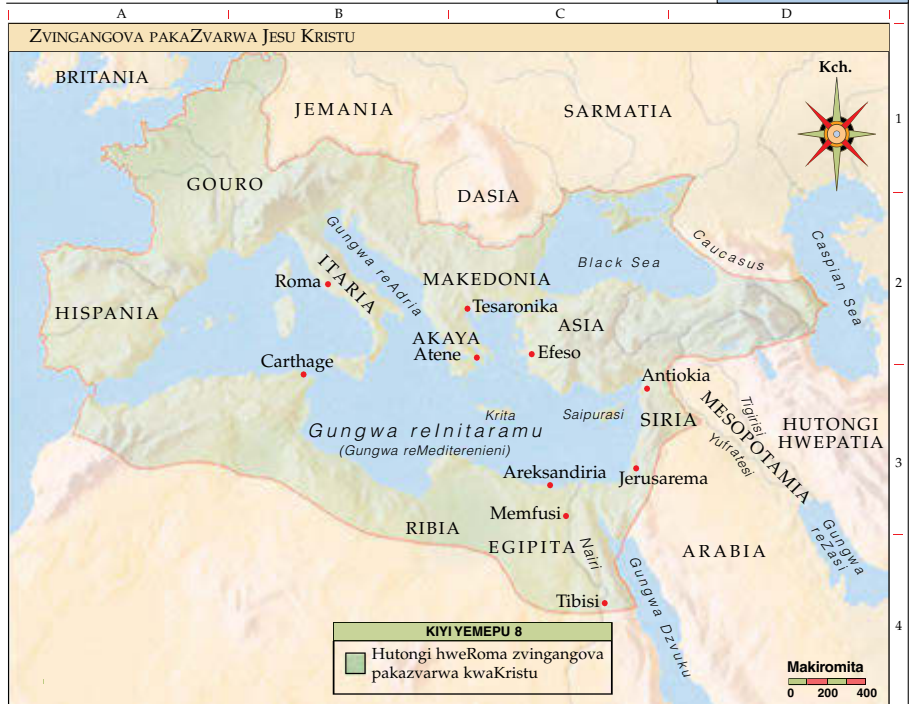 A B C D
ZVINGANGOVA PAKAZVARWA JESU KRISTU
BRITANIA
JEMANIA
SARMATIA
Kch.
1
GOURO
DASIA
Gungwa reAdria
Black Sea
Caucasus
Caspian Sea
2
HISPANIA
Roma
ITARIA
MAKEDONIA
Tesaronika
ASIA
AKAYA
Atene
Efeso
Carthage
Antiokia
Krita
Saipurasi
SIRIA
MESOPOTAMIA
Tigirisi
Yufratesi
HUTONGI
HWEPATIA
3
Gungwa reInitaramu
(Gungwa reMediterenieni)
Areksandiria
Jerusarema
Memfusi
RIBIA
EGIPITA
Nairi
ARABIA
Gungwa
reZasi
Tibisi
Gungwa Dzvuku
4
KIYI YEMEPU 8
Hutongi hweRoma zvingangova
pakazvarwa kwaKristu
Makiromita
0 200 400